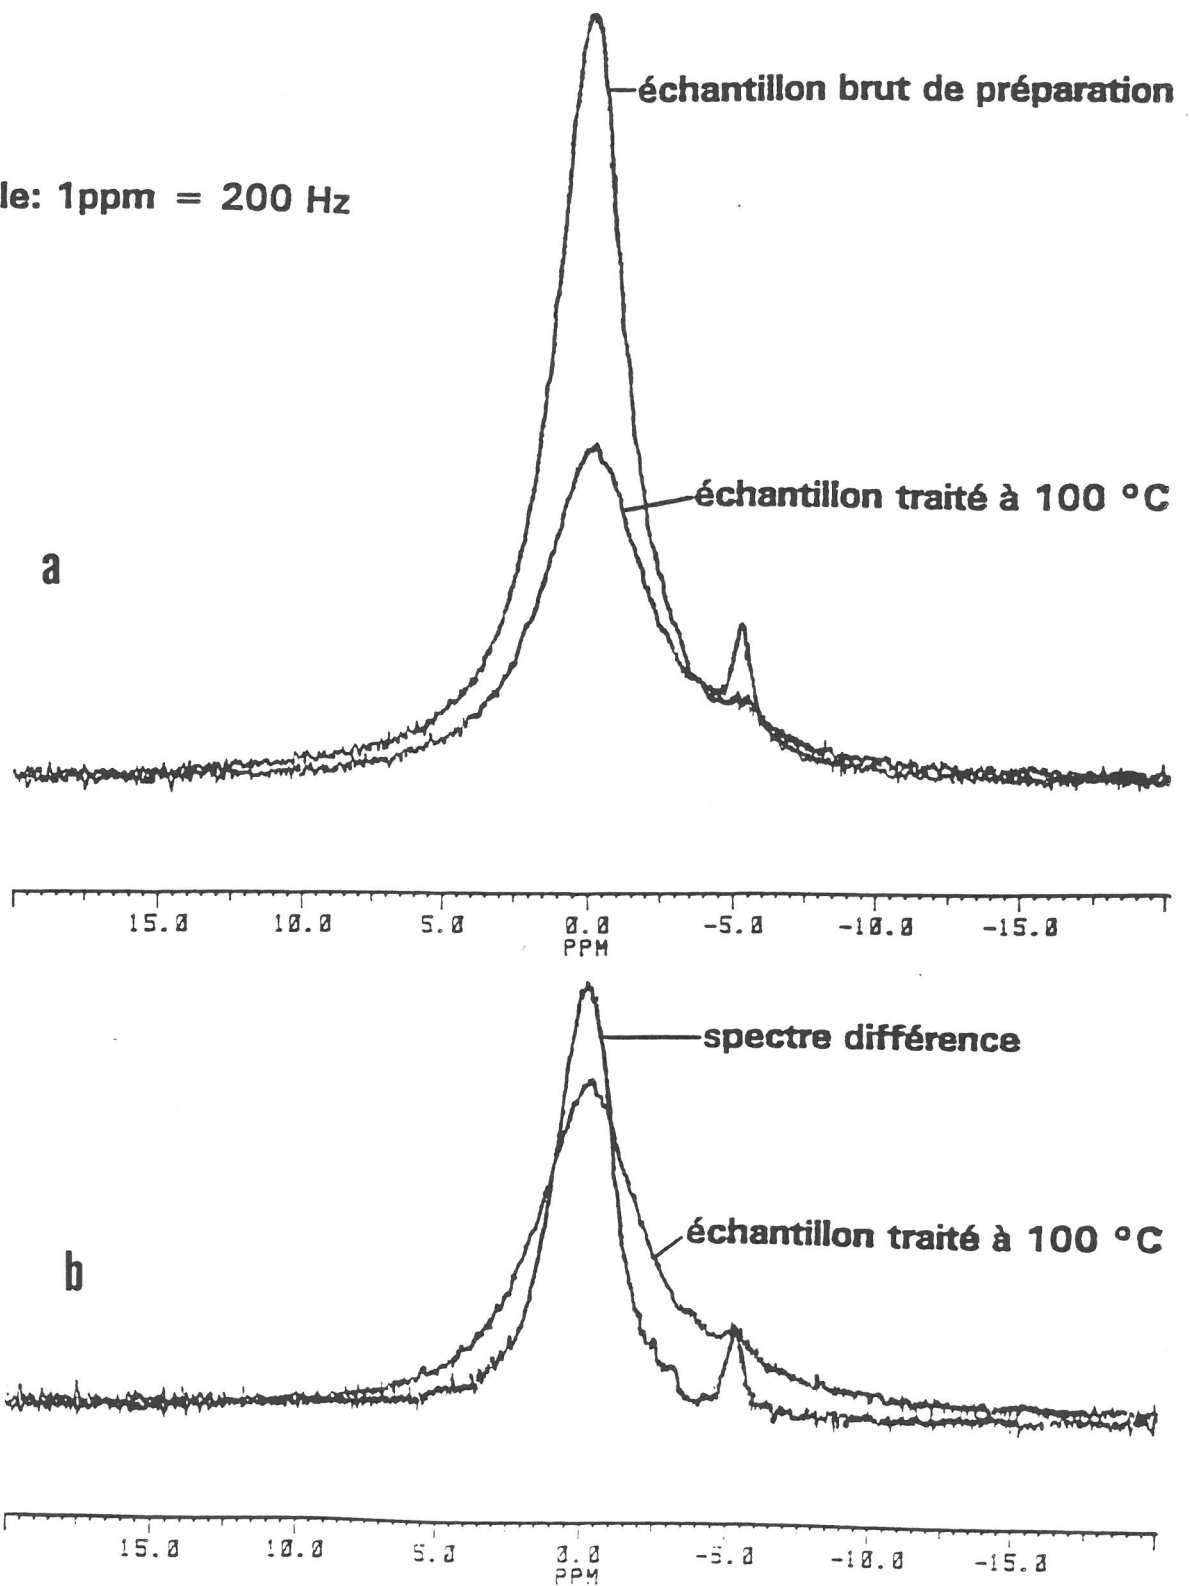 échantillon brut de préparation
le: 1ppm = 200 Hz
échantillon traité à 100 °C
a
15.0 10.0 5.0 0.0 -5.0 -10.0 -15.0
PPM
spectre différence
échantillon traité à 100 °C
b
15.0 10.0 5.0 0.0 -5.0 -10.0 -15.0
PPM